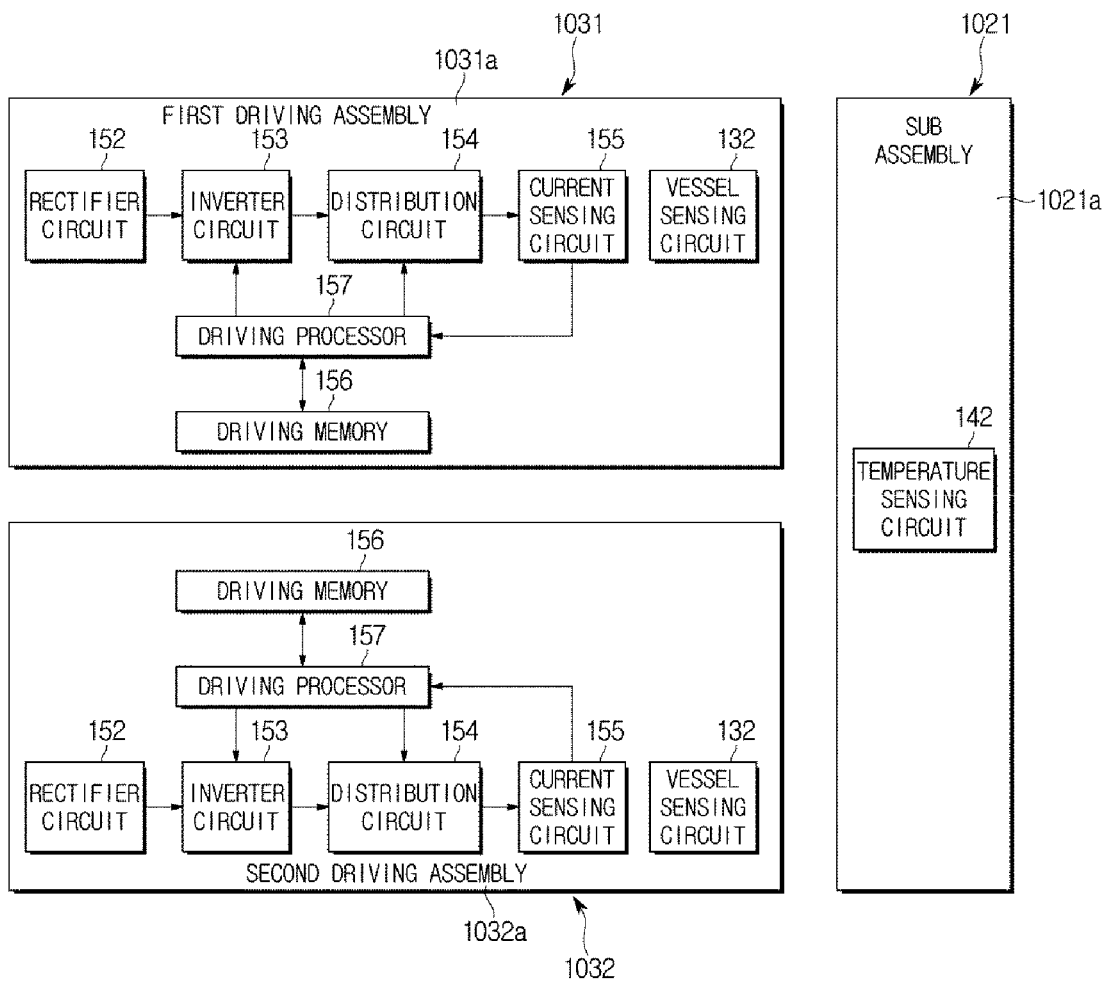 1031
1021
1031a
FIRST DRIVING ASSEMBLY
152
153
154
155
132
RECTIFIER
CIRCUIT
INVERTER
CIRCUIT
DISTRIBUTION
CIRCUIT
CURRENT
SENSING
CIRCUIT
VESSEL
SENSING
CIRCUIT
157
DRIVING PROCESSOR
156
DRIVING MEMORY
SUB
ASSEMBLY
1021a
142
TEMPERATURE
SENSING
CIRCUIT
156
DRIVING MEMORY
157
DRIVING PROCESSOR
152
153
154
155
132
RECTIFIER
CIRCUIT
INVERTER
CIRCUIT
DISTRIBUTION
CIRCUIT
CURRENT
SENSING
CIRCUIT
VESSEL
SENSING
CIRCUIT
SECOND DRIVING ASSEMBLY
1032a
1032